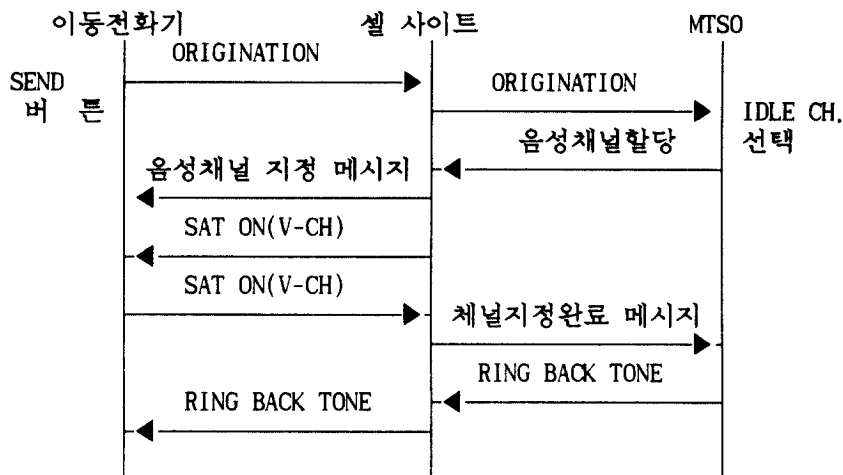 이동전화기 셀 사이트 MTSO
ORIGINATION
SEND
버 튼
ORIGINATION
IDLE CH.
선택
음성채널할당
음성채널 지정 메시지
SAT ON(V-CH)
SAT ON(V-CH)
체널지정완료 메시지
RING BACK TONE
RING BACK TONE